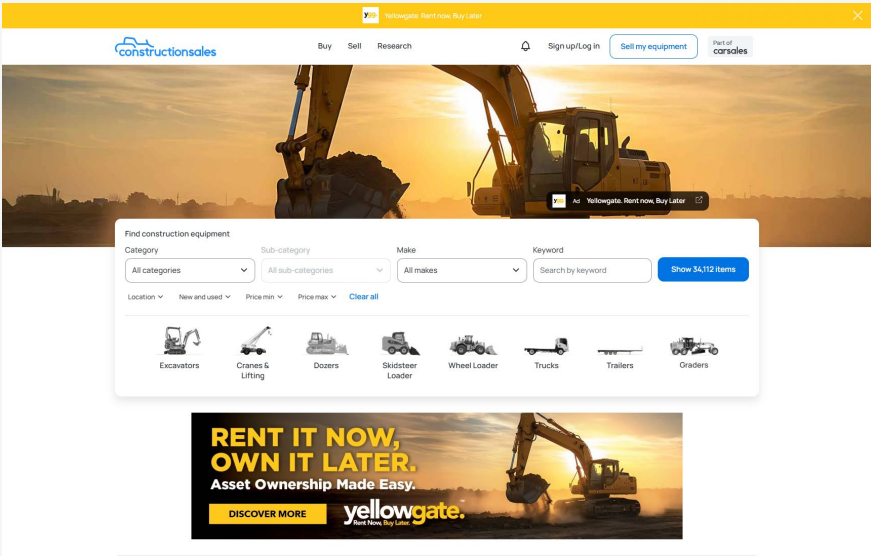 Yellowgate. Rent now, Buy Later
constructionsales
Buy Sell Research
Sign up/Log in
Sell my equipment
Part of
carsales
Ad Yellowgate. Rent now, Buy Later
Find construction equipment
Category Sub-category Make Keyword
All categories All sub-categories All makes Search by keyword Show 34,112 items
Location New and used Price min Price max Clear all
Excavators
Cranes &
Lifting
Dozers
Skidsteer
Loader
Wheel Loader
Trucks
Trailers
Graders
RENT IT NOW,
OWN IT LATER.
Asset Ownership Made Easy.
DISCOVER MORE
yellowgate.
Rent Now, Buy Later.